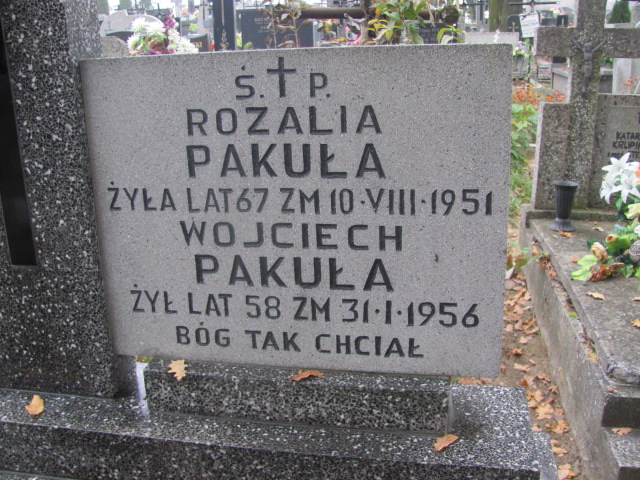 Ś.†P.
ROZALIA
PAKUŁA
ŻYŁA LAT 67 ZM 10·VIII·1951
WOJCIECH
PAKUŁA
ŻYŁ LAT 58 ZM 31·I·1956
BÓG TAK CHCIAŁ